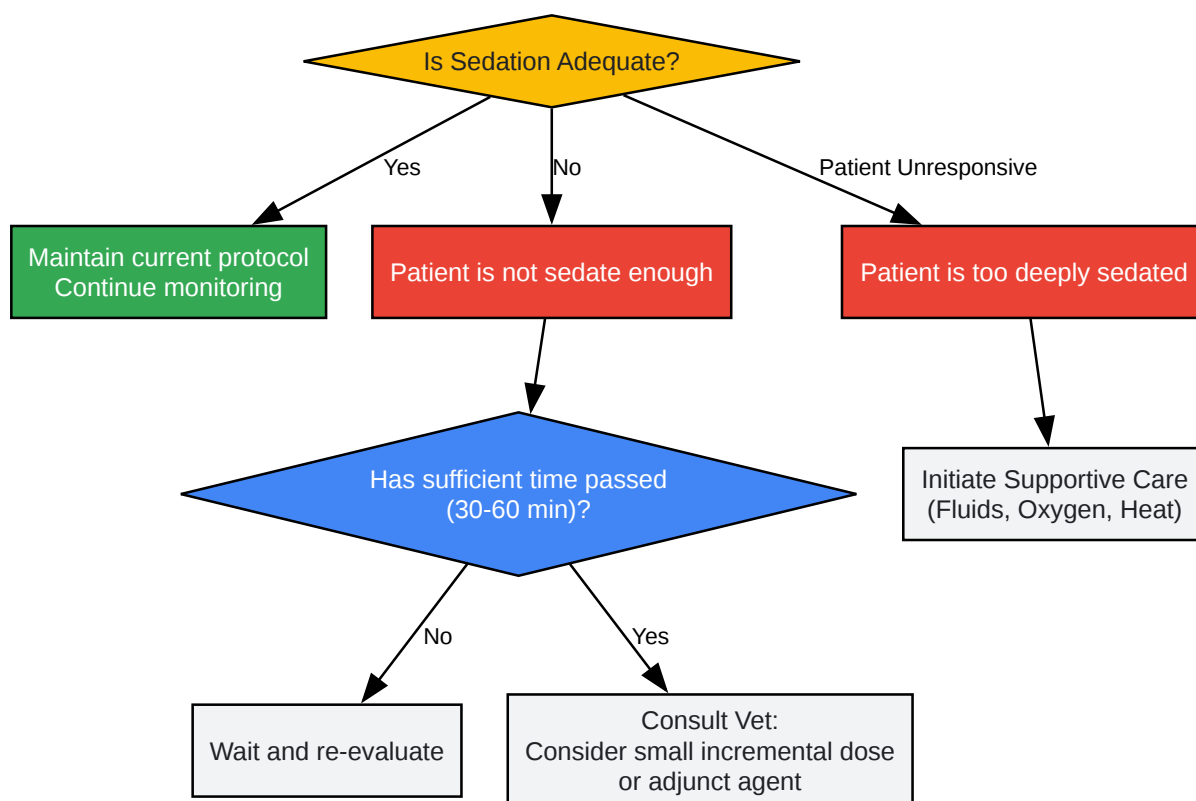 Is Sedation Adequate?
Yes
No
Patient Unresponsive
Maintain current protocol
Continue monitoring
Patient is not sedate enough
Patient is too deeply sedated
Has sufficient time passed
(30-60 min)?
Initiate Supportive Care
(Fluids, Oxygen, Heat)
No
Yes
Wait and re-evaluate
Consult Vet:
Consider small incremental dose
or adjunct agent